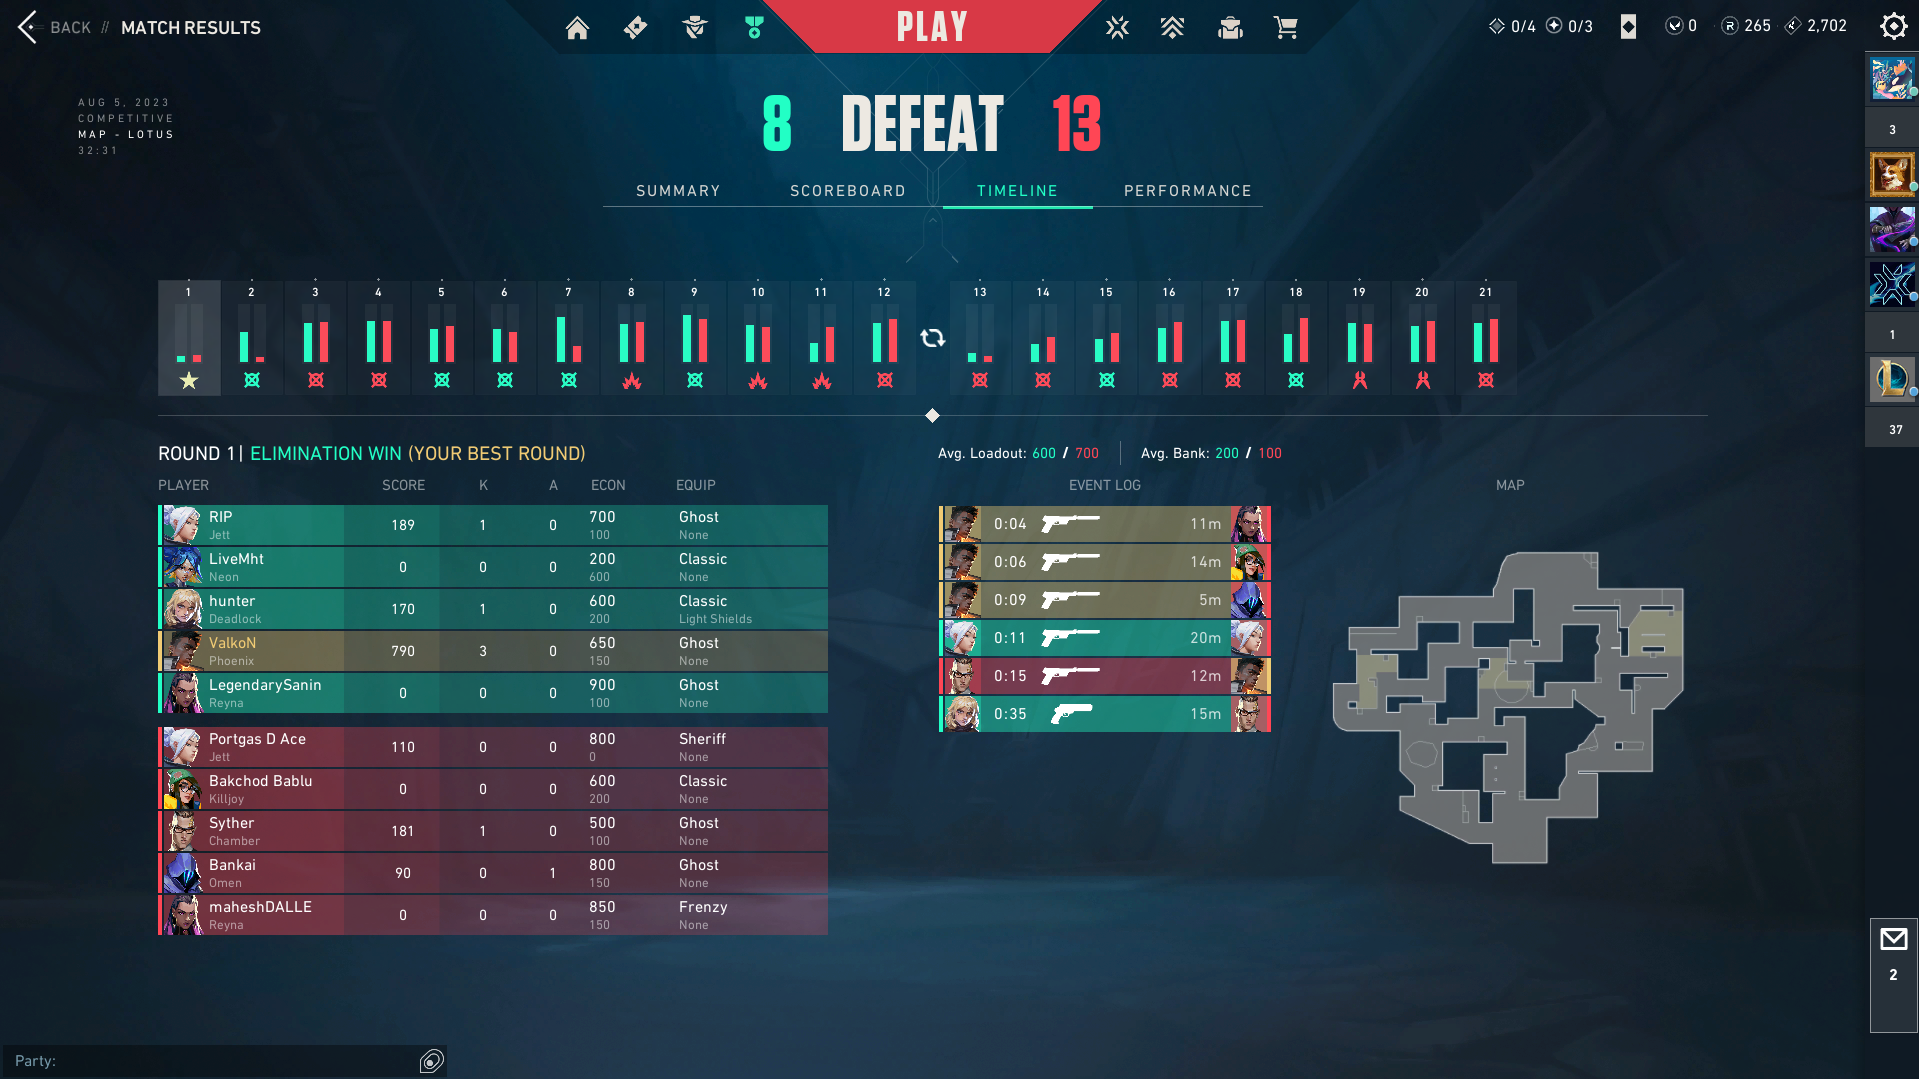 BACK // MATCH RESULTS
PLAY
0/4 0/3 0 265 2,702
AUG 5, 2023
COMPETITIVE
MAP - LOTUS
32:31
8 DEFEAT 13
SUMMARY SCOREBOARD TIMELINE PERFORMANCE
1 2 3 4 5 6 7 8 9 10 11 12 13 14 15 16 17 18 19 20 21
ROUND 1| ELIMINATION WIN (YOUR BEST ROUND)
PLAYER SCORE K A ECON EQUIP
RIP 189 1 0 700 Ghost
Jett 100 None
LiveMht 0 0 0 200 Classic
Neon 600 None
hunter 170 1 0 600 Classic
Deadlock 200 Light Shields
ValkoN 790 3 0 650 Ghost
Phoenix 150 None
LegendarySanin 0 0 0 900 Ghost
Reyna 100 None
Portgas D Ace 110 0 0 800 Sheriff
Jett 0 None
Bakchod Bablu 0 0 0 600 Classic
Killjoy 200 None
Syther 181 1 0 500 Ghost
Chamber 100 None
Bankai 90 0 1 800 Ghost
Omen 150 None
maheshDALLE 0 0 0 850 Frenzy
Reyna 150 None
Avg. Loadout: 600 / 700 Avg. Bank: 200 / 100
EVENT LOG
0:04 11m
0:06 14m
0:09 5m
0:11 20m
0:15 12m
0:35 15m
MAP
3
1
37
2
Party: